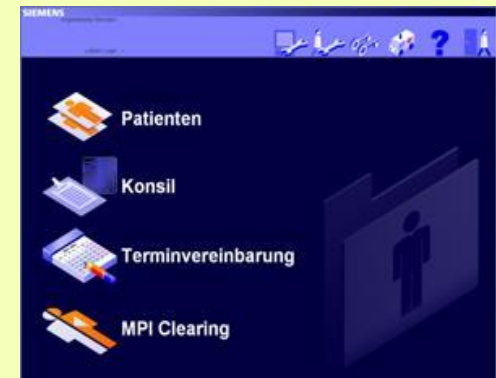 SIEMENS
Patienten
Konsil
Terminvereinbarung
MPI Clearing